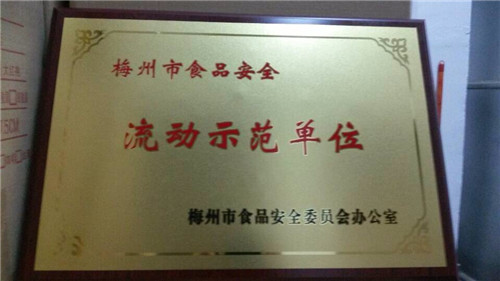 梅州市食品安全
流动示范单位
梅州市食品安全委员会办公室